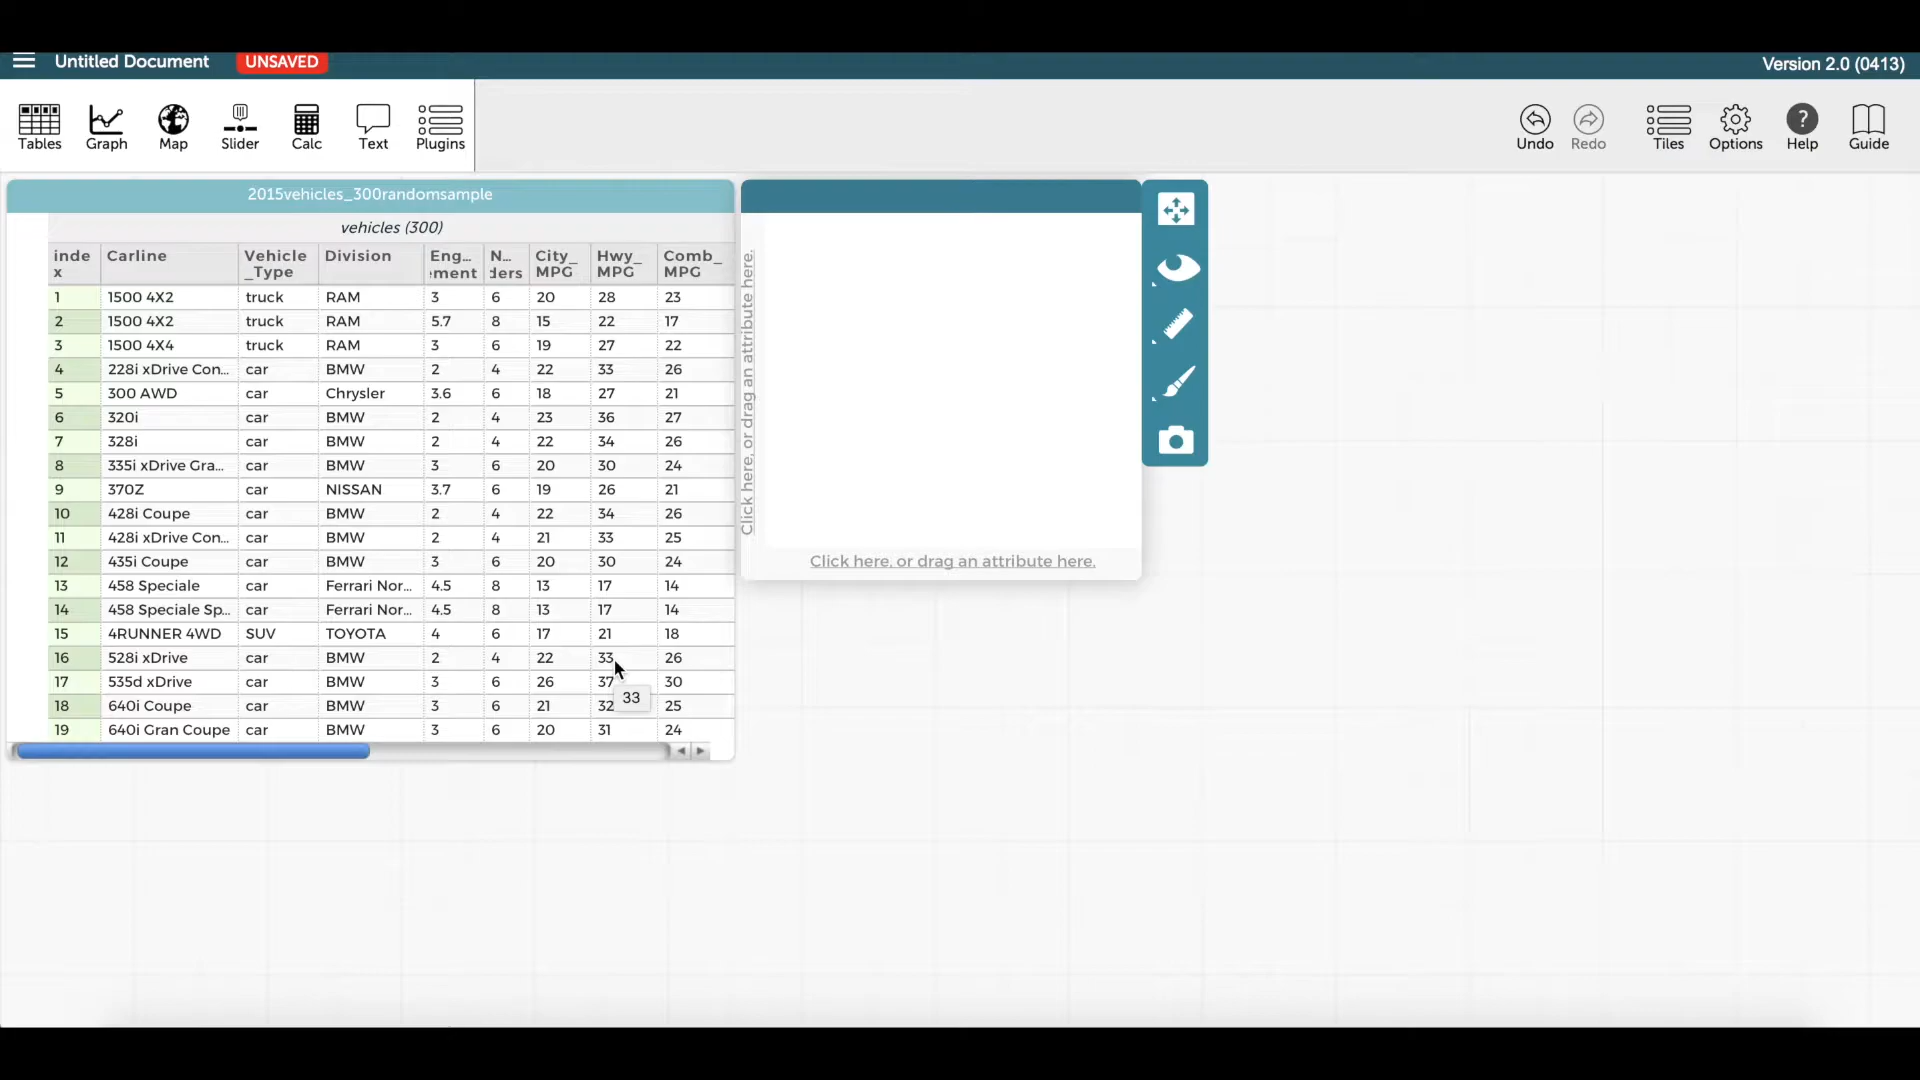 Untitled Document UNSAVED Version 2.0 (0413)
Tables Graph Map Slider Calc Text Plugins Undo Redo Tiles Options Help Guide
2015vehicles_300randomsample
vehicles (300)
inde Carline Vehicle Division Eng... N... City_ Hwy_ Comb_
x _Type ement ders MPG MPG MPG
1 1500 4X2 truck RAM 3 6 20 28 23
2 1500 4X2 truck RAM 5.7 8 15 22 17
3 1500 4X4 truck RAM 3 6 19 27 22
4 228i xDrive Con... car BMW 2 4 22 33 26
5 300 AWD car Chrysler 3.6 6 18 27 21
6 320i car BMW 2 4 23 36 27
7 328i car BMW 2 4 22 34 26
8 335i xDrive Gra... car BMW 3 6 20 30 24
9 370Z car NISSAN 3.7 6 19 26 21
10 428i Coupe car BMW 2 4 22 34 26
11 428i xDrive Con... car BMW 2 4 21 33 25
12 435i Coupe car BMW 3 6 20 30 24
13 458 Speciale car Ferrari Nor... 4.5 8 13 17 14
14 458 Speciale Sp... car Ferrari Nor... 4.5 8 13 17 14
15 4RUNNER 4WD SUV TOYOTA 4 6 17 21 18
16 528i xDrive car BMW 2 4 22 33 26
17 535d xDrive car BMW 3 6 26 37 30
18 640i Coupe car BMW 3 6 21 32 25
19 640i Gran Coupe car BMW 3 6 20 31 24
33
Click here, or drag an attribute here.
Click here, or drag an attribute here.